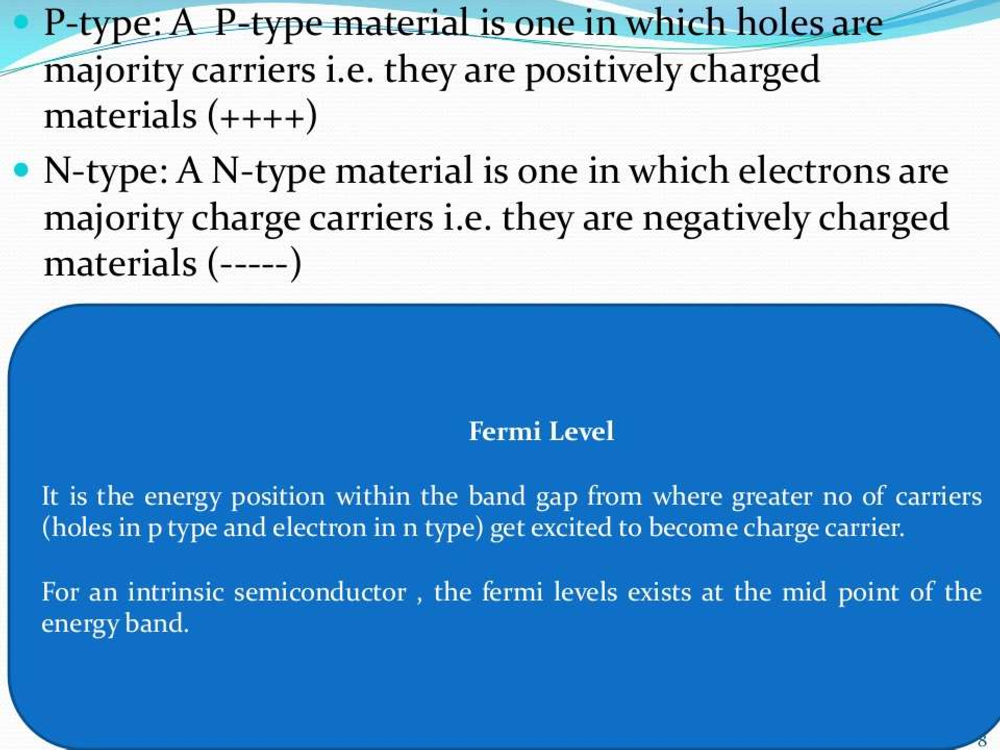 P-type: A P-type material is one in which holes are
majority carriers i.e. they are positively charged
materials (++++)
N-type: A N-type material is one in which electrons are
majority charge carriers i.e. they are negatively charged
materials (-----)
Fermi Level
It is the energy position within the band gap from where greater no of carriers
(holes in p type and electron in n type) get excited to become charge carrier.
For an intrinsic semiconductor , the fermi levels exists at the mid point of the
energy band.
8